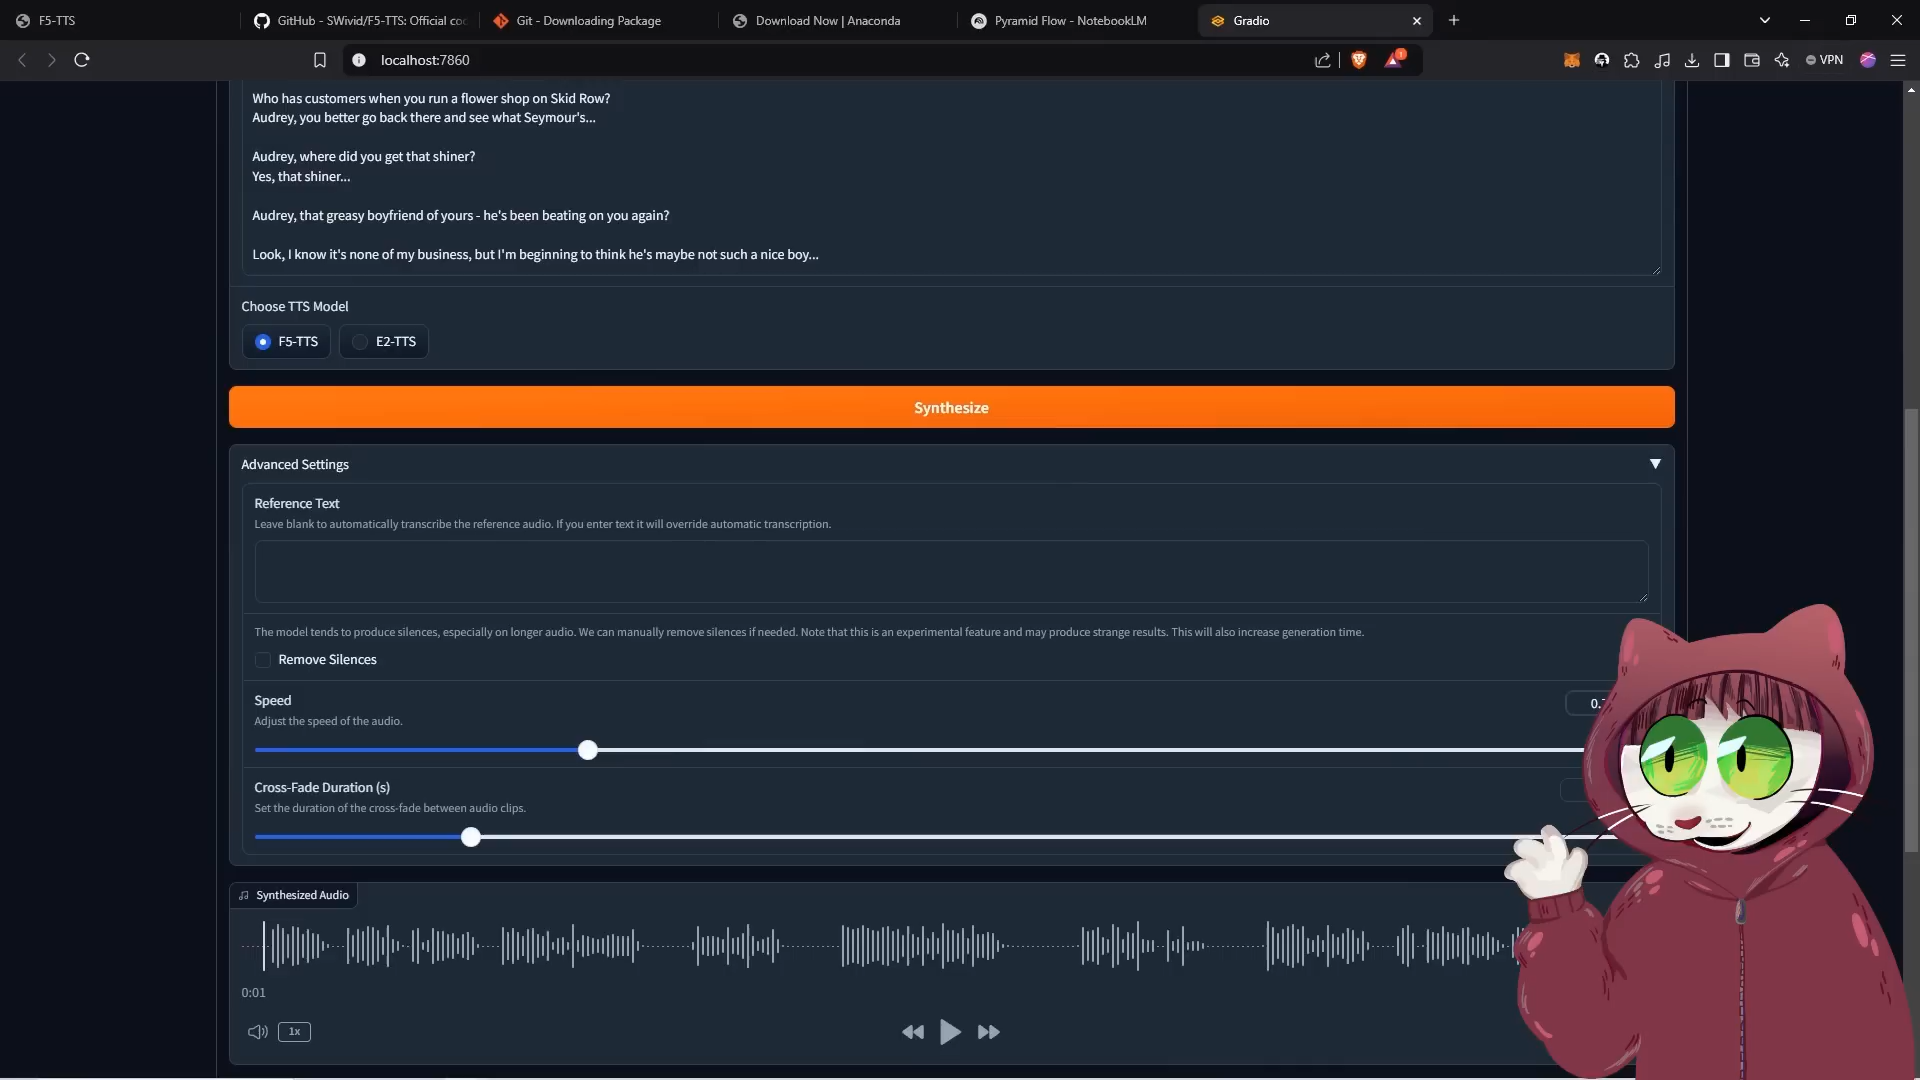 F5-TTS
GitHub - SWivid/F5-TTS: Official co
Git - Downloading Package
Download Now | Anaconda
Pyramid Flow - NotebookLM
Gradio
localhost:7860
1
VPN
Who has customers when you run a flower shop on Skid Row?
Audrey, you better go back there and see what Seymour's...
Audrey, where did you get that shiner?
Yes, that shiner...
Audrey, that greasy boyfriend of yours - he's been beating on you again?
Look, I know it's none of my business, but I'm beginning to think he's maybe not such a nice boy...
Choose TTS Model
F5-TTS
E2-TTS
Synthesize
Advanced Settings
Reference Text
Leave blank to automatically transcribe the reference audio. If you enter text it will override automatic transcription.
The model tends to produce silences, especially on longer audio. We can manually remove silences if needed. Note that this is an experimental feature and may produce strange results. This will also increase generation time.
Remove Silences
Speed
Adjust the speed of the audio.
Cross-Fade Duration (s)
Set the duration of the cross-fade between audio clips.
Synthesized Audio
0:01
1x